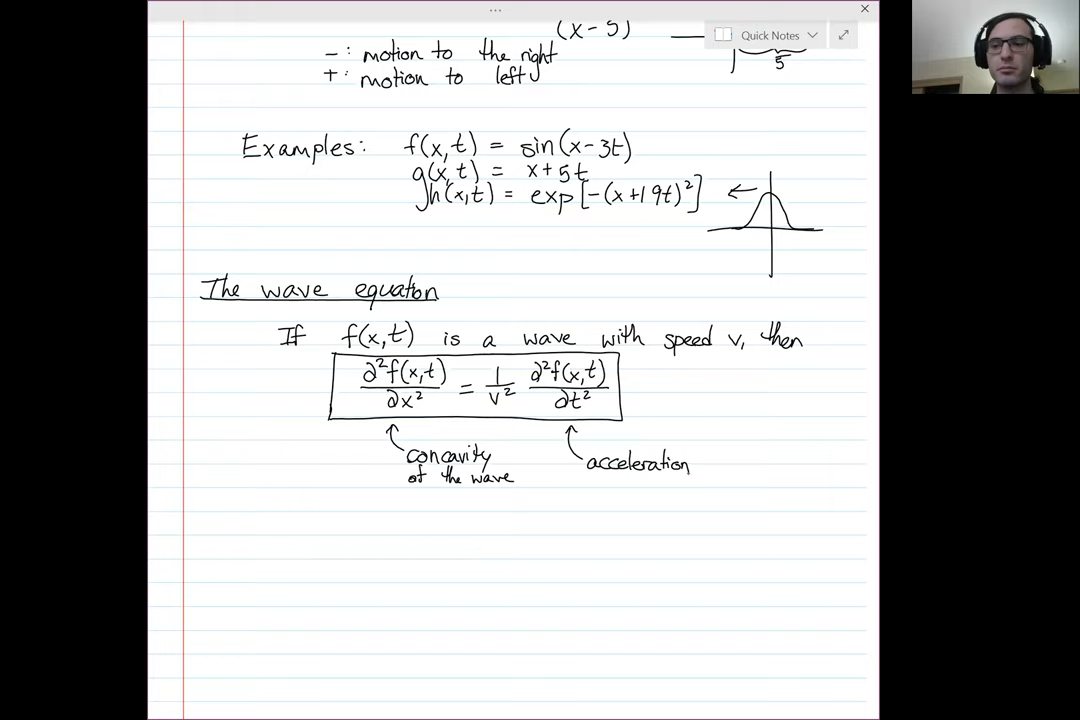 (x-5)
Quick Notes
- : motion to the right
+ : motion to left
5
Examples: f(x,t) = sin(x-3t)
g(x,t) = x+5t
h(x,t) = exp[-(x+19t)²]
The wave equation
If f(x,t) is a wave with speed v, then
∂²f(x,t)/∂x² = 1/v² ∂²f(x,t)/∂t²
concavity of the wave
acceleration